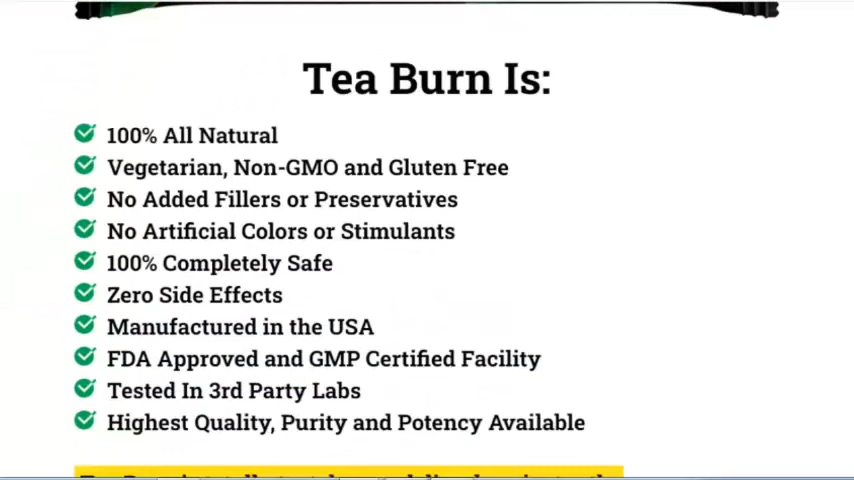 Tea Burn Is:
100% All Natural
Vegetarian, Non-GMO and Gluten Free
No Added Fillers or Preservatives
No Artificial Colors or Stimulants
100% Completely Safe
Zero Side Effects
Manufactured in the USA
FDA Approved and GMP Certified Facility
Tested In 3rd Party Labs
Highest Quality, Purity and Potency Available